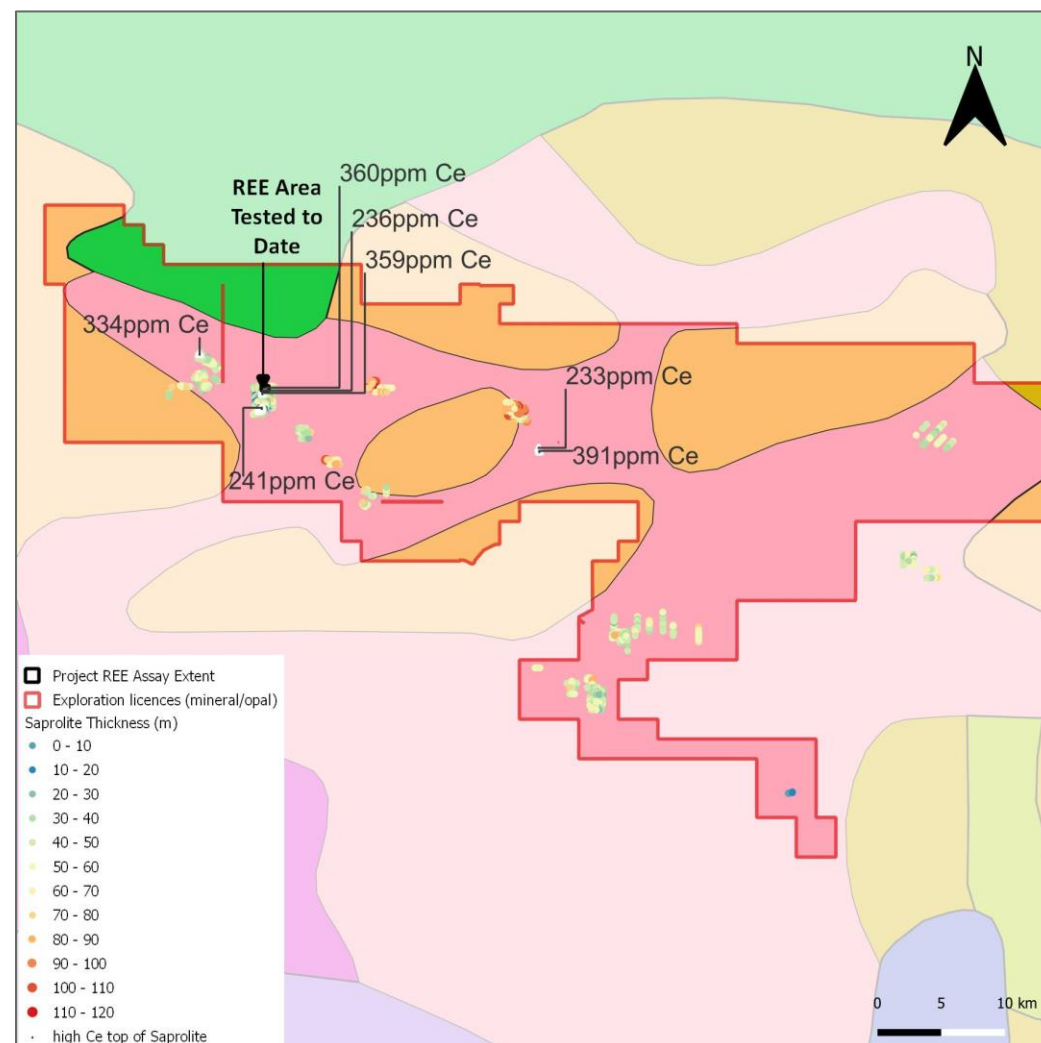 N
360ppm Ce
REE Area
Tested to
Date
236ppm Ce
359ppm Ce
334ppm Ce
233ppm Ce
391ppm Ce
241ppm Ce
Project REE Assay Extent
Exploration licences (mineral/opal)
Saprolite Thickness (m)
0 - 10
10 - 20
20 - 30
30 - 40
40 - 50
50 - 60
60 - 70
70 - 80
80 - 90
90 - 100
100 - 110
110 - 120
high Ce top of Saprolite
0 5 10 km